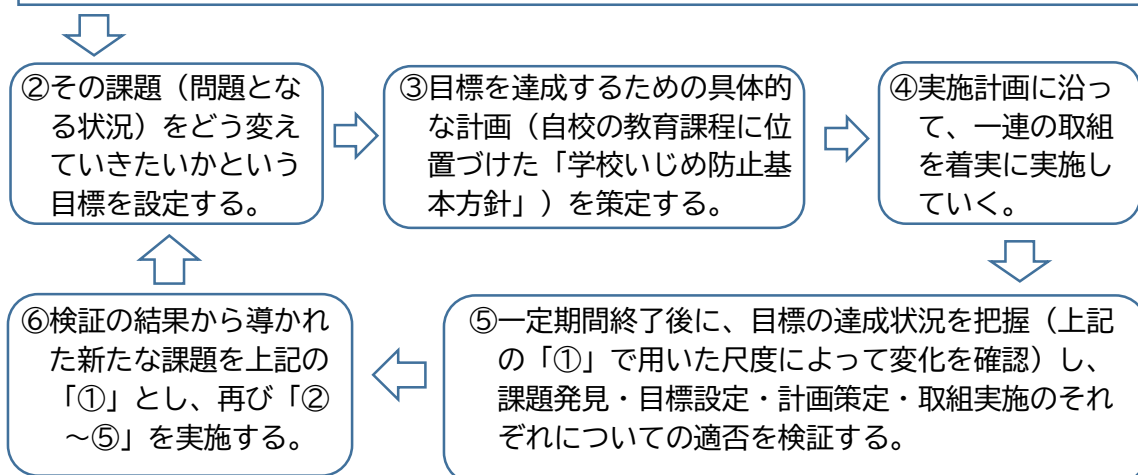 ②その課題（問題とな
る状況）をどう変え
ていきたいかという
目標を設定する。
③目標を達成するための具体的
な計画（自校の教育課程に位
置づけた「学校いじめ防止基
本方針」）を策定する。
④実施計画に沿っ
て、一連の取組
を着実に実施し
ていく。
⑤一定期間終了後に、目標の達成状況を把握（上記
の「①」で用いた尺度によって変化を確認）し、
課題発見・目標設定・計画策定・取組実施のそれ
ぞれについての適否を検証する。
⑥検証の結果から導かれ
た新たな課題を上記の
「①」とし、再び「②
～⑤」を実施する。